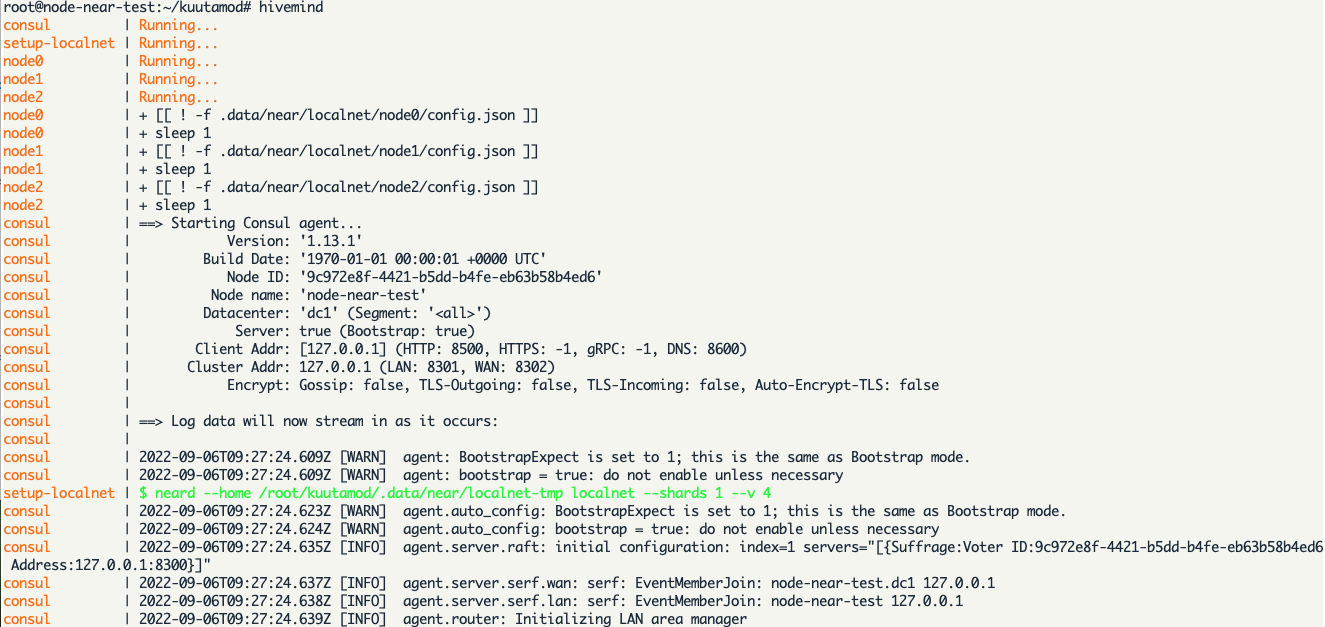 root@node-near-test:~/kuutamod# hivemind
consul         | Running...
setup-localnet | Running...
node0          | Running...
node1          | Running...
node2          | Running...
node0          | + [[ ! -f .data/near/localnet/node0/config.json ]]
node0          | + sleep 1
node1          | + [[ ! -f .data/near/localnet/node1/config.json ]]
node1          | + sleep 1
node2          | + [[ ! -f .data/near/localnet/node2/config.json ]]
node2          | + sleep 1
consul         | ==> Starting Consul agent...
consul         |            Version: '1.13.1'
consul         |         Build Date: '1970-01-01 00:00:01 +0000 UTC'
consul         |            Node ID: '9c972e8f-4421-b5dd-b4fe-eb63b58b4ed6'
consul         |          Node name: 'node-near-test'
consul         |         Datacenter: 'dc1' (Segment: '<all>')
consul         |             Server: true (Bootstrap: true)
consul         |        Client Addr: [127.0.0.1] (HTTP: 8500, HTTPS: -1, gRPC: -1, DNS: 8600)
consul         |       Cluster Addr: 127.0.0.1 (LAN: 8301, WAN: 8302)
consul         |            Encrypt: Gossip: false, TLS-Outgoing: false, TLS-Incoming: false, Auto-Encrypt-TLS: false
consul         |
consul         | ==> Log data will now stream in as it occurs:
consul         |
consul         | 2022-09-06T09:27:24.609Z [WARN]  agent: BootstrapExpect is set to 1; this is the same as Bootstrap mode.
consul         | 2022-09-06T09:27:24.609Z [WARN]  agent: bootstrap = true: do not enable unless necessary
setup-localnet | $ neard --home /root/kuutamod/.data/near/localnet-tmp localnet --shards 1 --v 4
consul         | 2022-09-06T09:27:24.623Z [WARN]  agent.auto_config: BootstrapExpect is set to 1; this is the same as Bootstrap mode.
consul         | 2022-09-06T09:27:24.624Z [WARN]  agent.auto_config: bootstrap = true: do not enable unless necessary
consul         | 2022-09-06T09:27:24.635Z [INFO]  agent.server.raft: initial configuration: index=1 servers="[{Suffrage:Voter ID:9c972e8f-4421-b5dd-b4fe-eb63b58b4ed6
 Address:127.0.0.1:8300}]"
consul         | 2022-09-06T09:27:24.637Z [INFO]  agent.server.serf.wan: serf: EventMemberJoin: node-near-test.dc1 127.0.0.1
consul         | 2022-09-06T09:27:24.638Z [INFO]  agent.server.serf.lan: serf: EventMemberJoin: node-near-test 127.0.0.1
consul         | 2022-09-06T09:27:24.639Z [INFO]  agent.router: Initializing LAN area manager